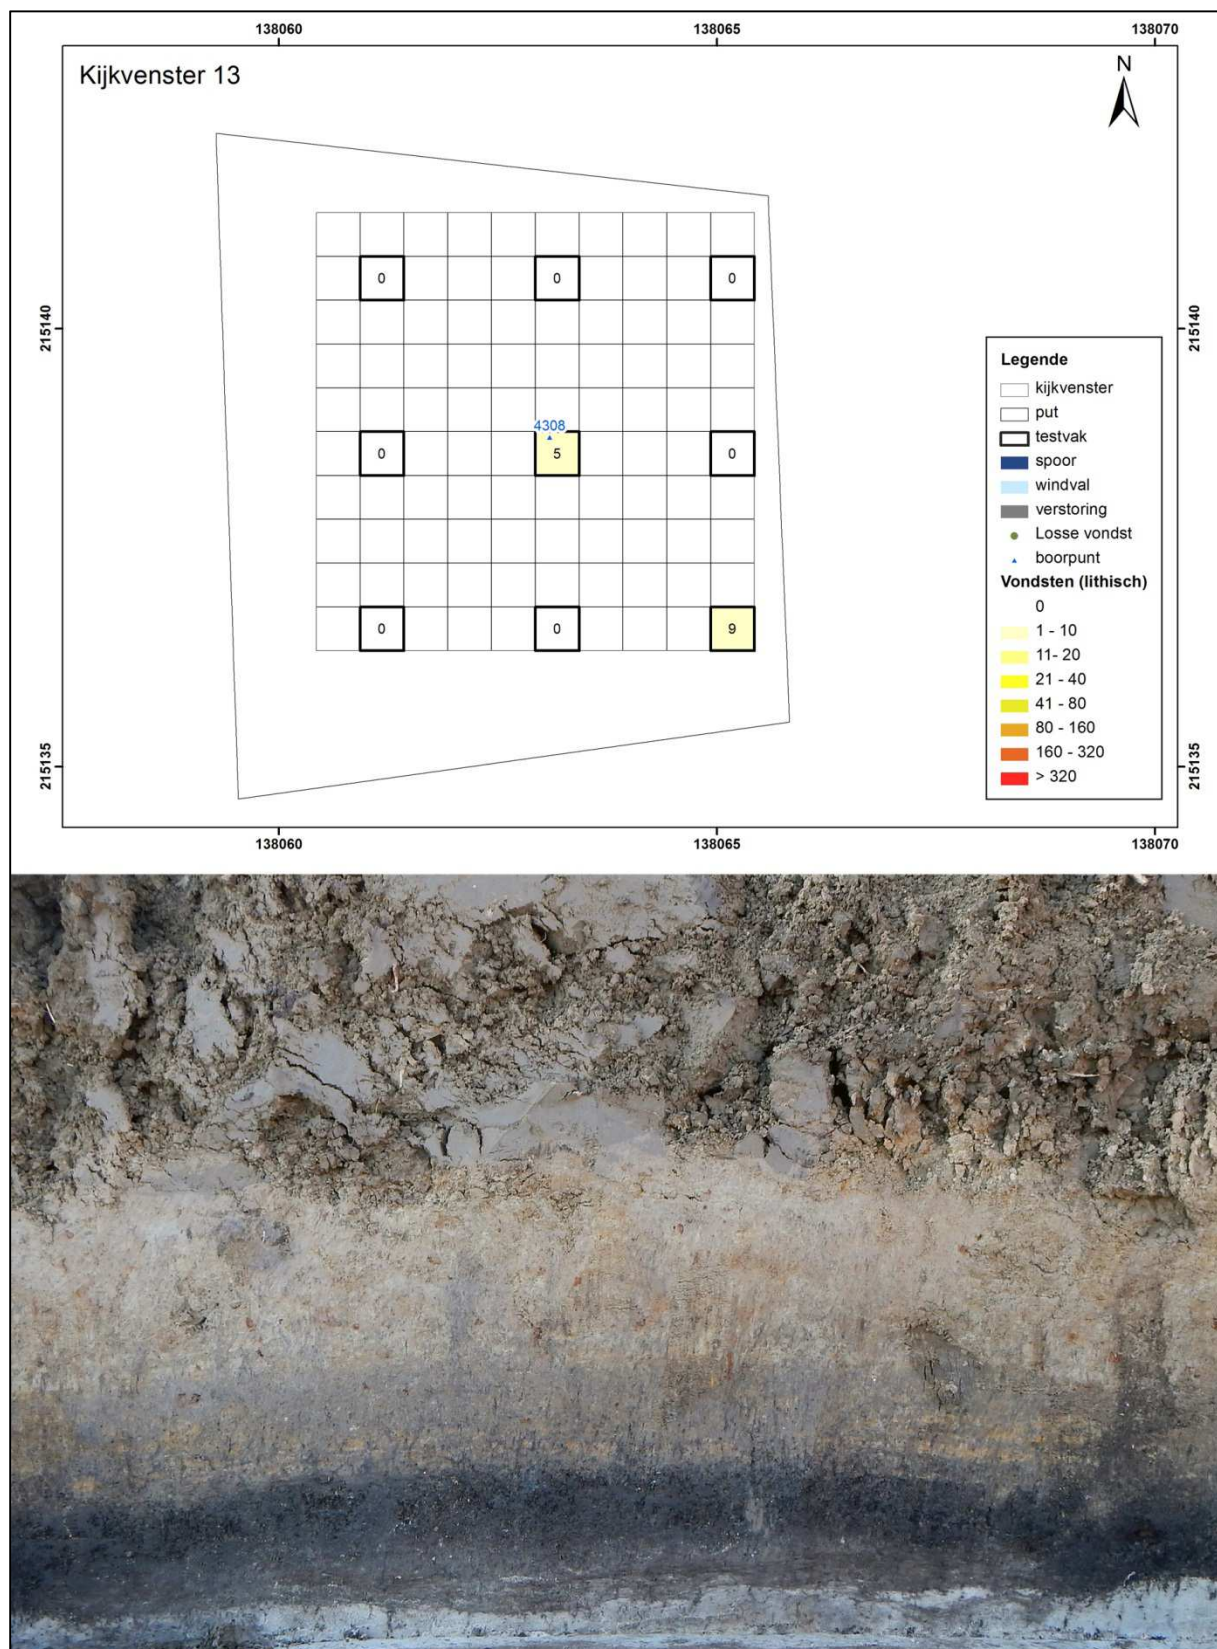 138060 138065 138070
Kijkvenster 13
N
0 0 0
215140 215140
Legende
kijkvenster
put
testvak
spoor
windval
verstoring
Losse vondst
boorpunt
Vondsten (lithisch)
0
1 - 10
11- 20
21 - 40
41 - 80
80 - 160
160 - 320
> 320
4308
0 5 0
0 0 9
215135 215135
138060 138065 138070